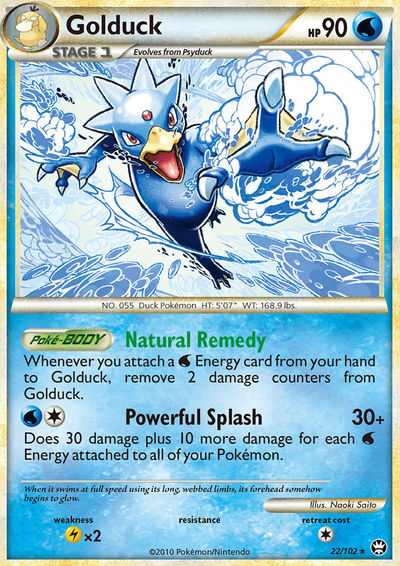 Golduck
HP 90
STAGE 1 Evolves from Psyduck
NO. 055 Duck Pokémon HT: 5'07" WT: 168.9 lbs.
Poké-BODY Natural Remedy
Whenever you attach a Energy card from your hand
to Golduck, remove 2 damage counters from
Golduck.
Powerful Splash 30+
Does 30 damage plus 10 more damage for each
Energy attached to all of your Pokémon.
When it swims at full speed using its long, webbed limbs, its forehead somehow
begins to glow.
Illus. Naoki Saito
weakness resistance retreat cost
×2
©2010 Pokémon/Nintendo 22/102 ★